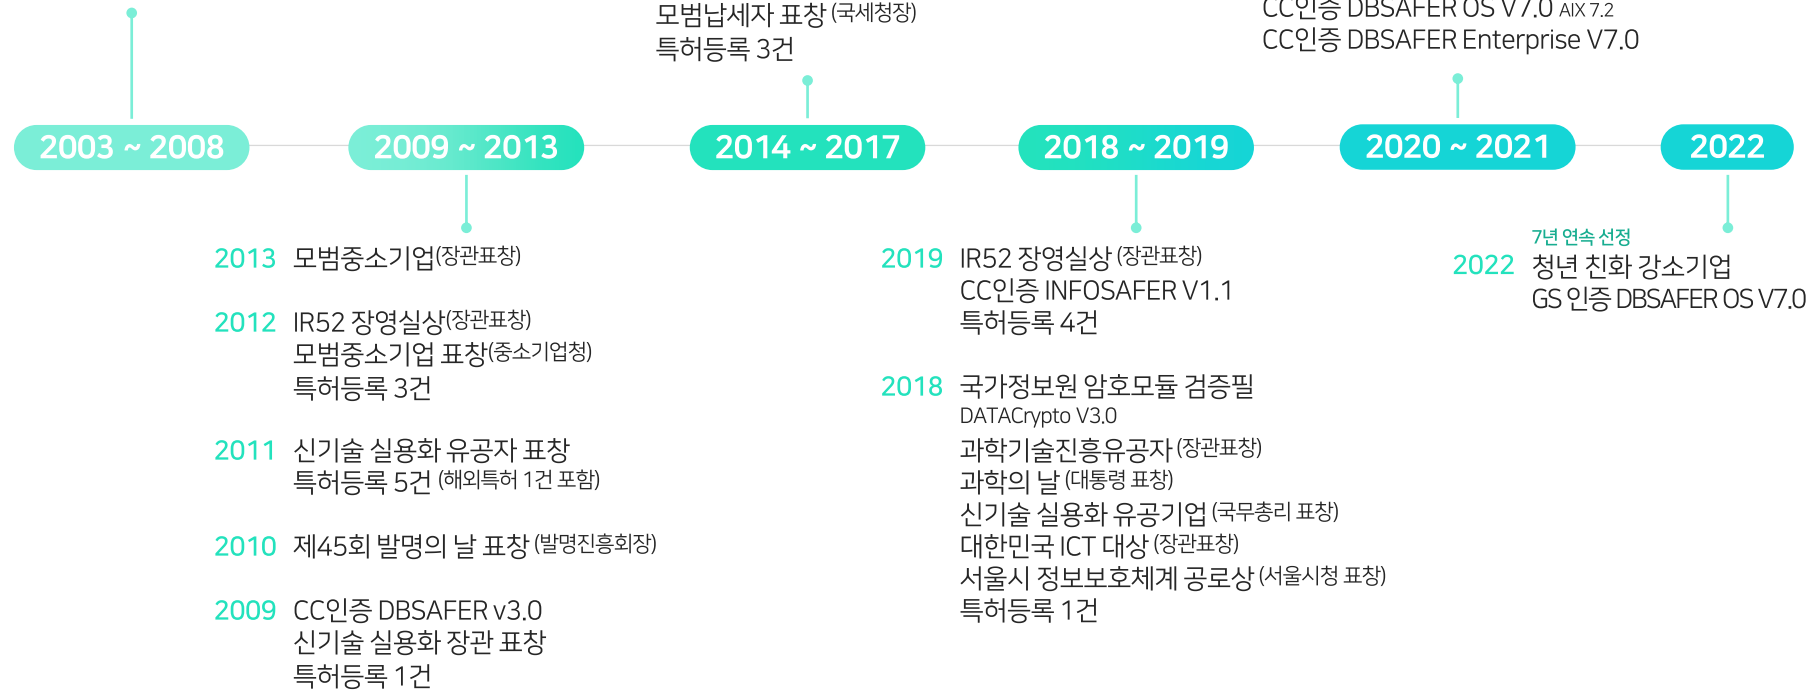 모범납세자 표창 (국세청장)
특허등록 3건
CC인증 DBSAFER OS V7.0 AIX 7.2
CC인증 DBSAFER Enterprise V7.0
2003 ~ 2008
2009 ~ 2013
2014 ~ 2017
2018 ~ 2019
2020 ~ 2021
2022
2013 모범중소기업(장관표창)
2012 IR52 장영실상(장관표창)
모범중소기업 표창(중소기업청)
특허등록 3건
2011 신기술 실용화 유공자 표창
특허등록 5건 (해외특허 1건 포함)
2010 제45회 발명의 날 표창 (발명진흥회장)
2009 CC인증 DBSAFER v3.0
신기술 실용화 장관 표창
특허등록 1건
2019 IR52 장영실상 (장관표창)
CC인증 INFOSAFER V1.1
특허등록 4건
2018 국가정보원 암호모듈 검증필
DATACrypto V3.0
과학기술진흥유공자 (장관표창)
과학의 날 (대통령 표창)
신기술 실용화 유공기업 (국무총리 표창)
대한민국 ICT 대상 (장관표창)
서울시 정보보호체계 공로상 (서울시청 표창)
특허등록 1건
7년 연속 선정
2022 청년 친화 강소기업
GS 인증 DBSAFER OS V7.0